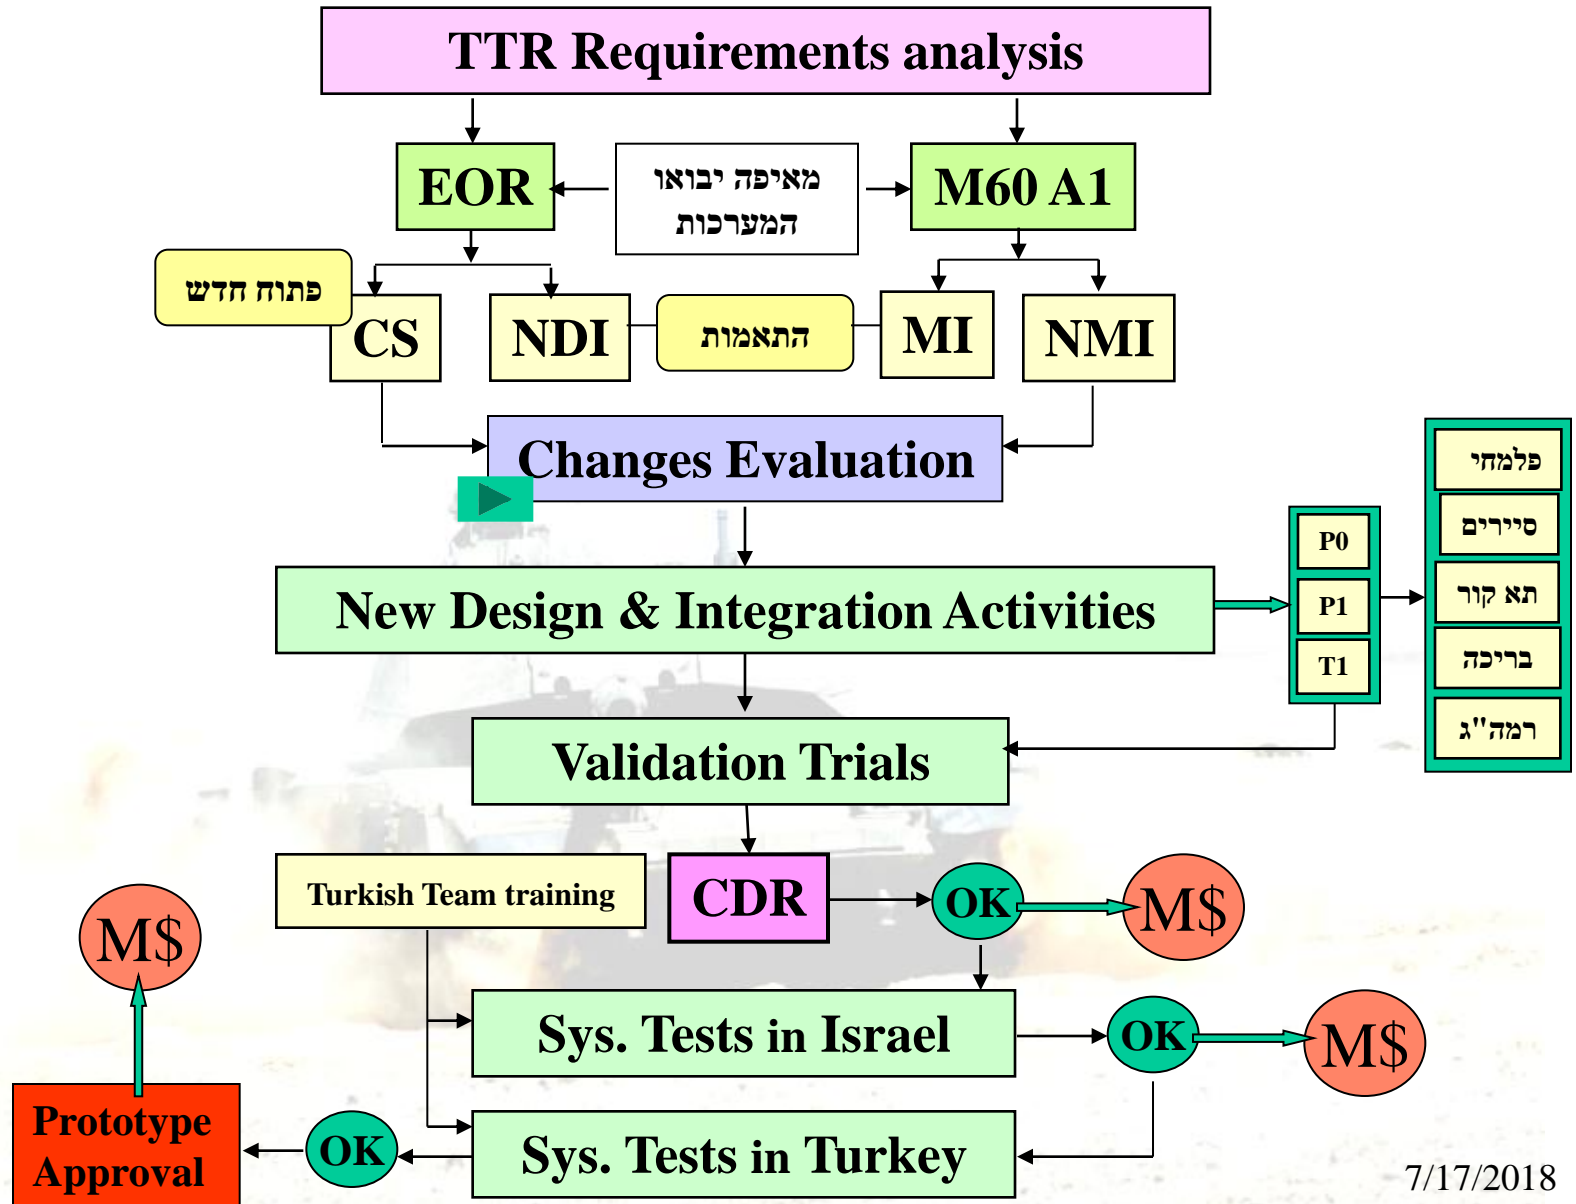 TTR Requirements analysis
EOR
מאיפה יבואו
המערכות
M60 A1
פתוח חדש
CS
NDI
התאמות
MI
NMI
Changes Evaluation
New Design & Integration Activities
P0
P1
T1
פלמחי
סיירים
תא קור
בריכה
רמה"ג
Validation Trials
Turkish Team training
CDR
OK
M$
M$
Sys. Tests in Israel
OK
M$
Prototype
Approval
OK
Sys. Tests in Turkey
7/17/2018